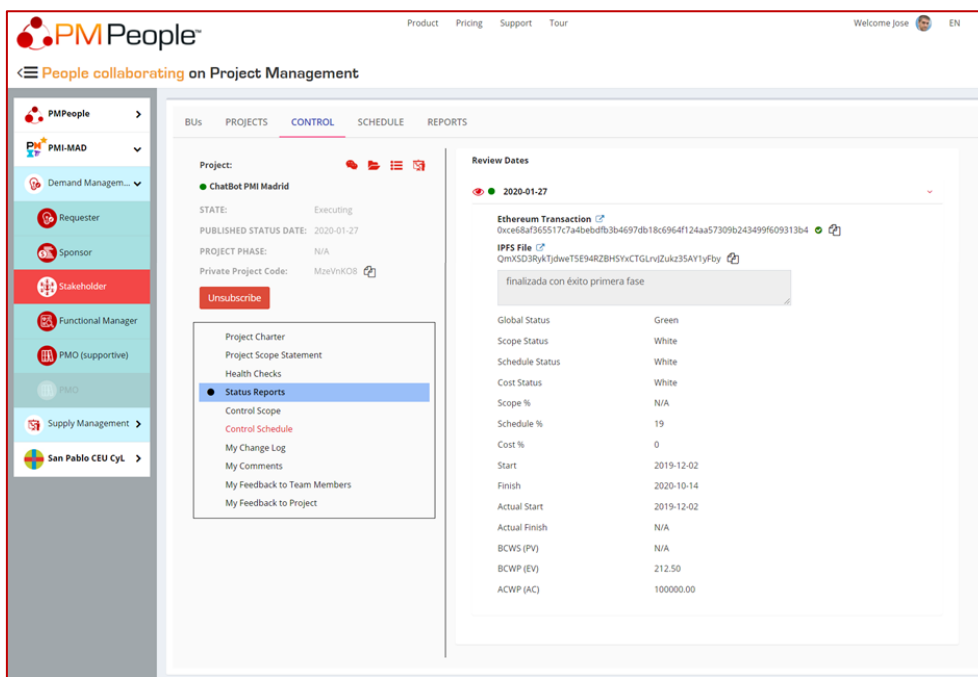 PMPeople™
Product Pricing Support Tour
Welcome Jose EN
People collaborating on Project Management
PMPeople
PMI-MAD
Demand Managem...
Requester
Sponsor
Stakeholder
Functional Manager
PMO (supportive)
PMO
Supply Management
San Pablo CEU CyL
BUs PROJECTS CONTROL SCHEDULE REPORTS
Project:
ChatBot PMI Madrid
STATE: Executing
PUBLISHED STATUS DATE: 2020-01-27
PROJECT PHASE: N/A
Private Project Code: MzeVnKO8
Unsubscribe
Project Charter
Project Scope Statement
Health Checks
Status Reports
Control Scope
Control Schedule
My Change Log
My Comments
My Feedback to Team Members
My Feedback to Project
Review Dates
2020-01-27
Ethereum Transaction
0xce68af365517c7a4bebdfb3b4697db18c6964f124aa57309b243499f609313b4
IPFS File
QmXSD3RykTjdweT5E94RZBHSYxCTGLrvJZukz35AY1yFby
finalizada con éxito primera fase
Global Status Green
Scope Status White
Schedule Status White
Cost Status White
Scope % N/A
Schedule % 19
Cost % 0
Start 2019-12-02
Finish 2020-10-14
Actual Start 2019-12-02
Actual Finish N/A
BCWS (PV) N/A
BCWP (EV) 212.50
ACWP (AC) 100000.00